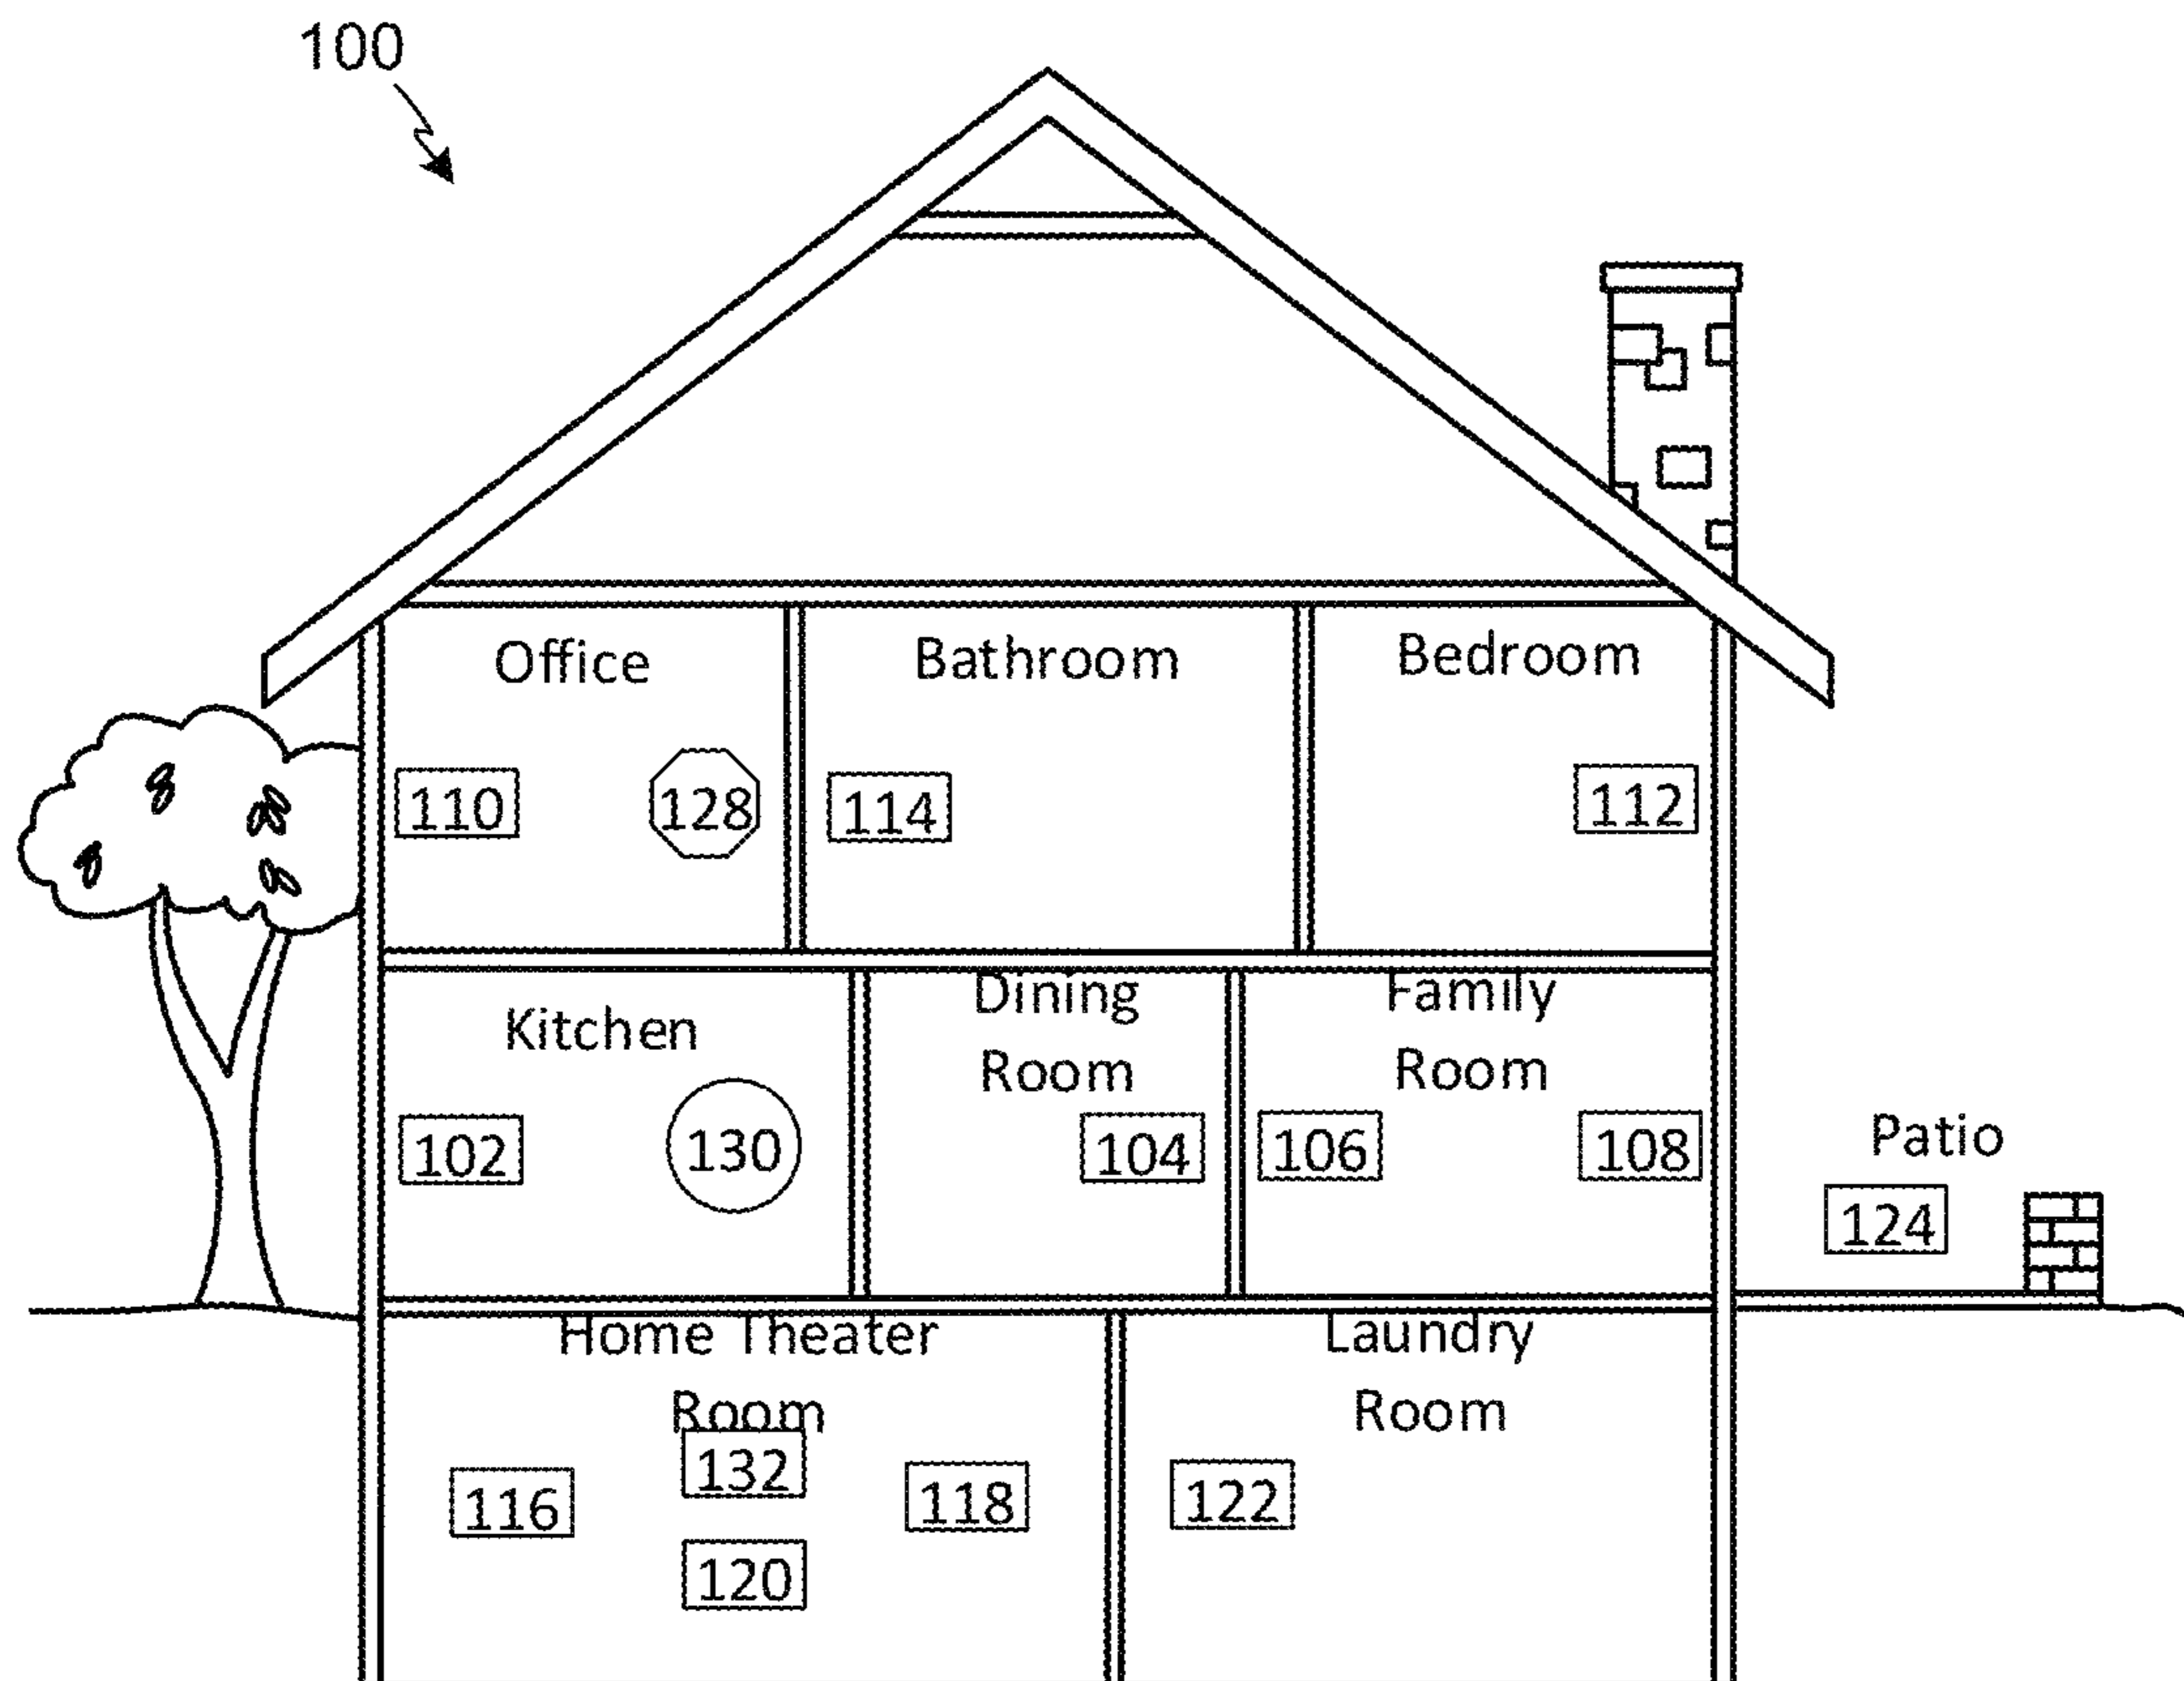 100
Office
Bathroom
Bedroom
110
128
114
112
Kitchen
Dining
Room
Family
Room
102
130
104
106
108
Patio
124
Home Theater
Room
Laundry
Room
116
132
118
120
122